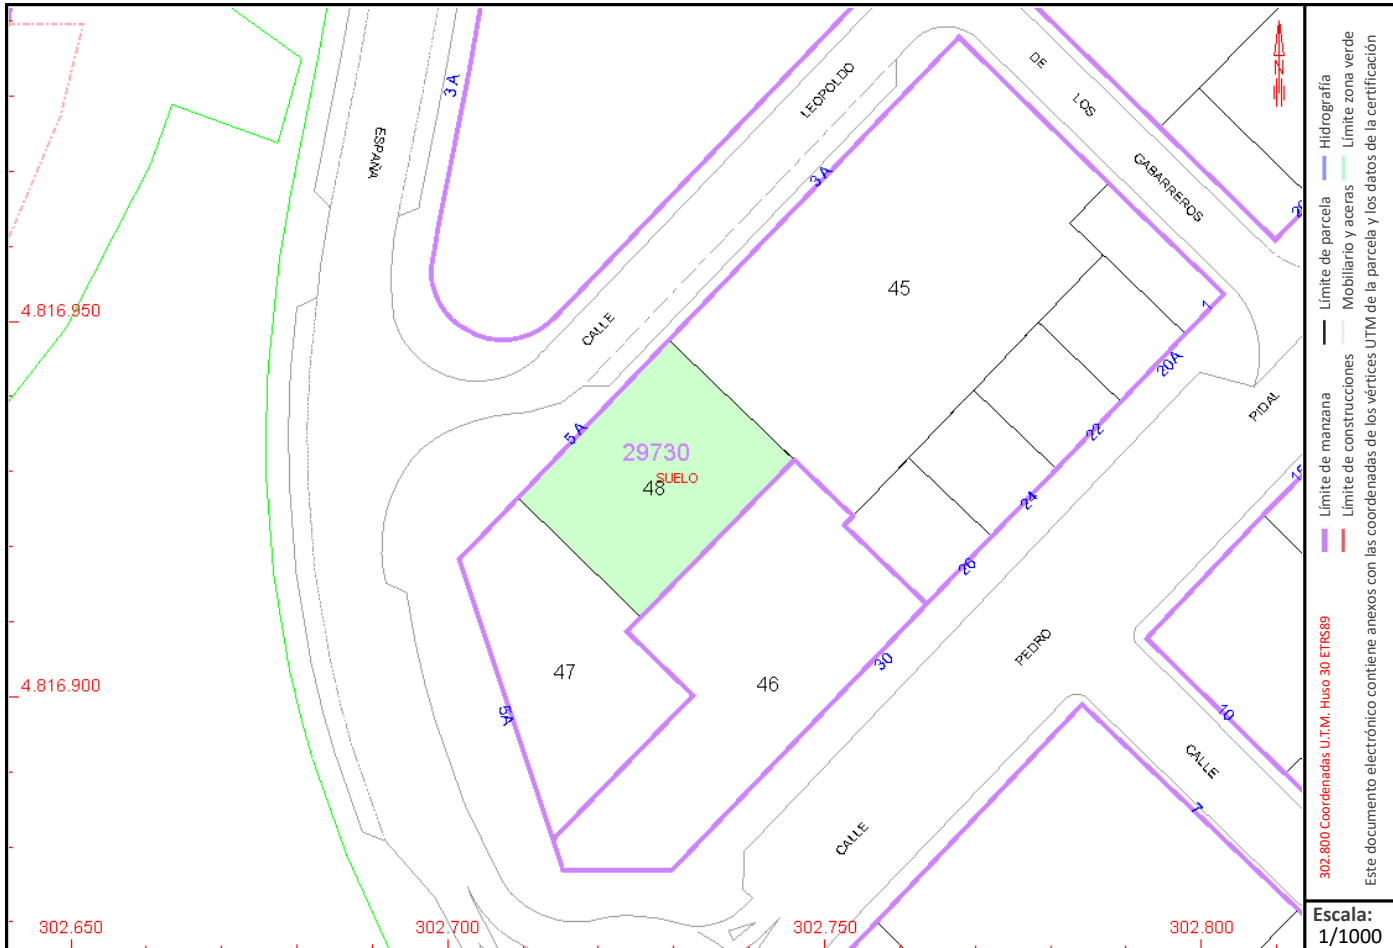 3 A
ESPAÑA
LEOPOLDO
DE
LOS
GABARREROS
N
3 A
45
4.816.950
CALLE
1
20A
5 A
29730
SUELO
48
22
PIDAL
24
26
PEDRO
47
46
30
4.816.900
5A
10
CALLE
7
CALLE
302.650
302.700
302.750
302.800
Límite de manzana
Límite de parcela
Hidrografía
Límite de construcciones
Mobiliario y aceras
Límite zona verde
302.800 Coordenadas U.T.M. Huso 30 ETRS89
Este documento electrónico contiene anexos con las coordenadas de los vértices UTM de la parcela y los datos de la certificación
Escala:
1/1000